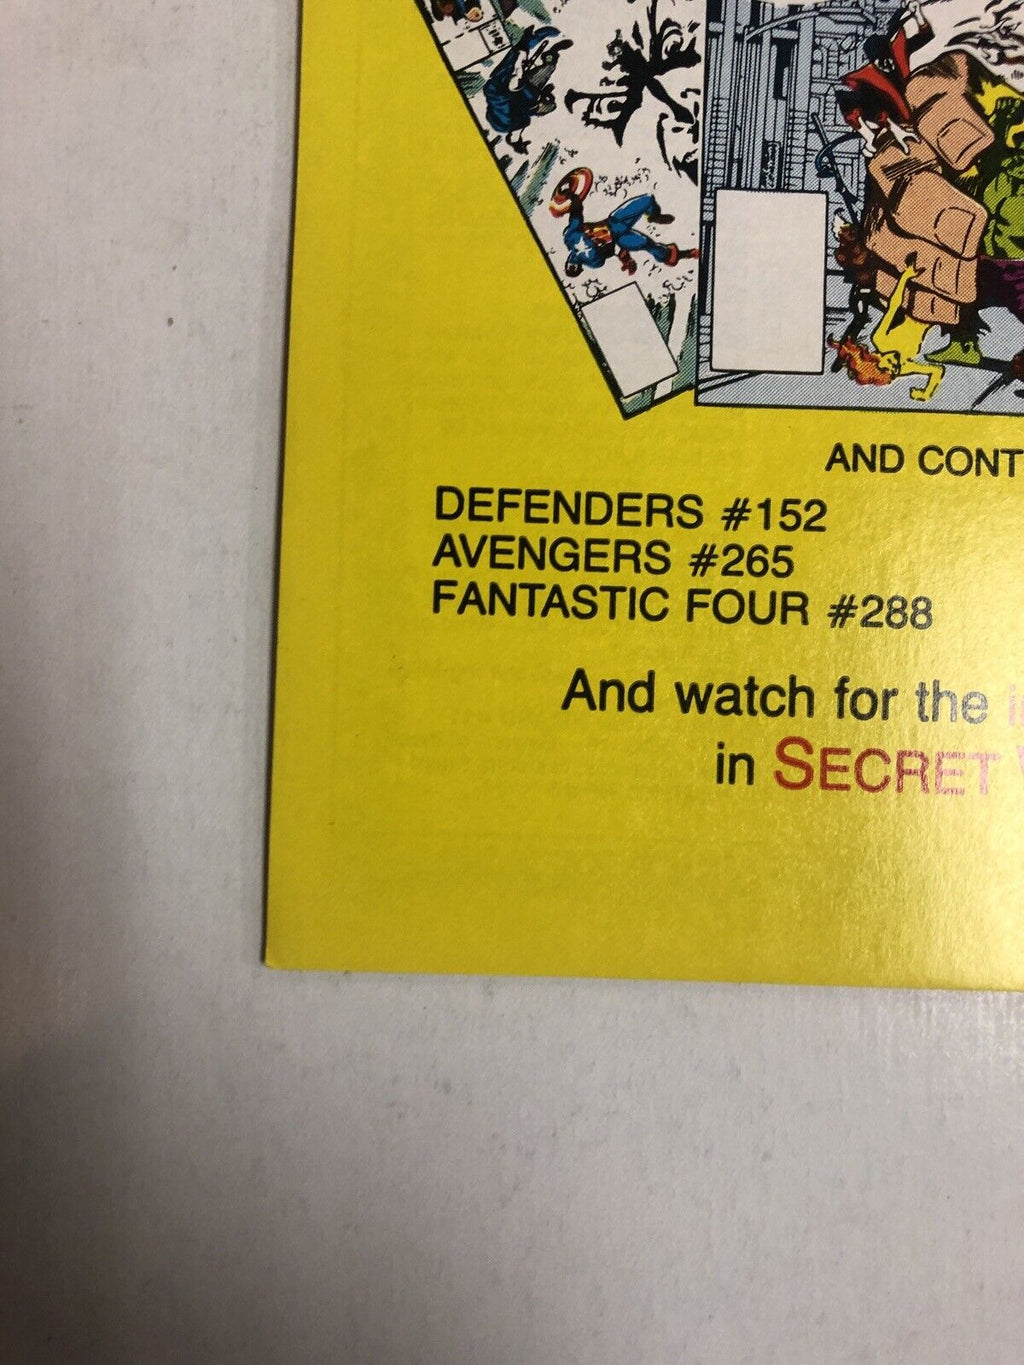 AND CONT
DEFENDERS #152
AVENGERS #265
FANTASTIC FOUR #288
And watch for the
in SECRET